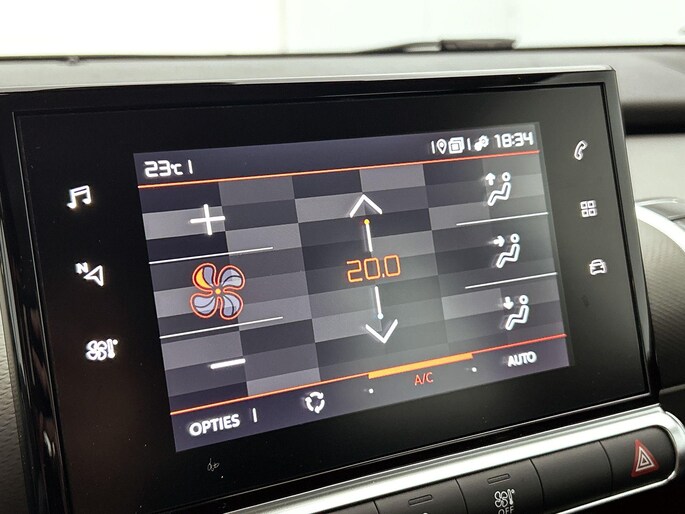 23°C
18:34
N
20.0
A/C
AUTO
OPTIES
OFF